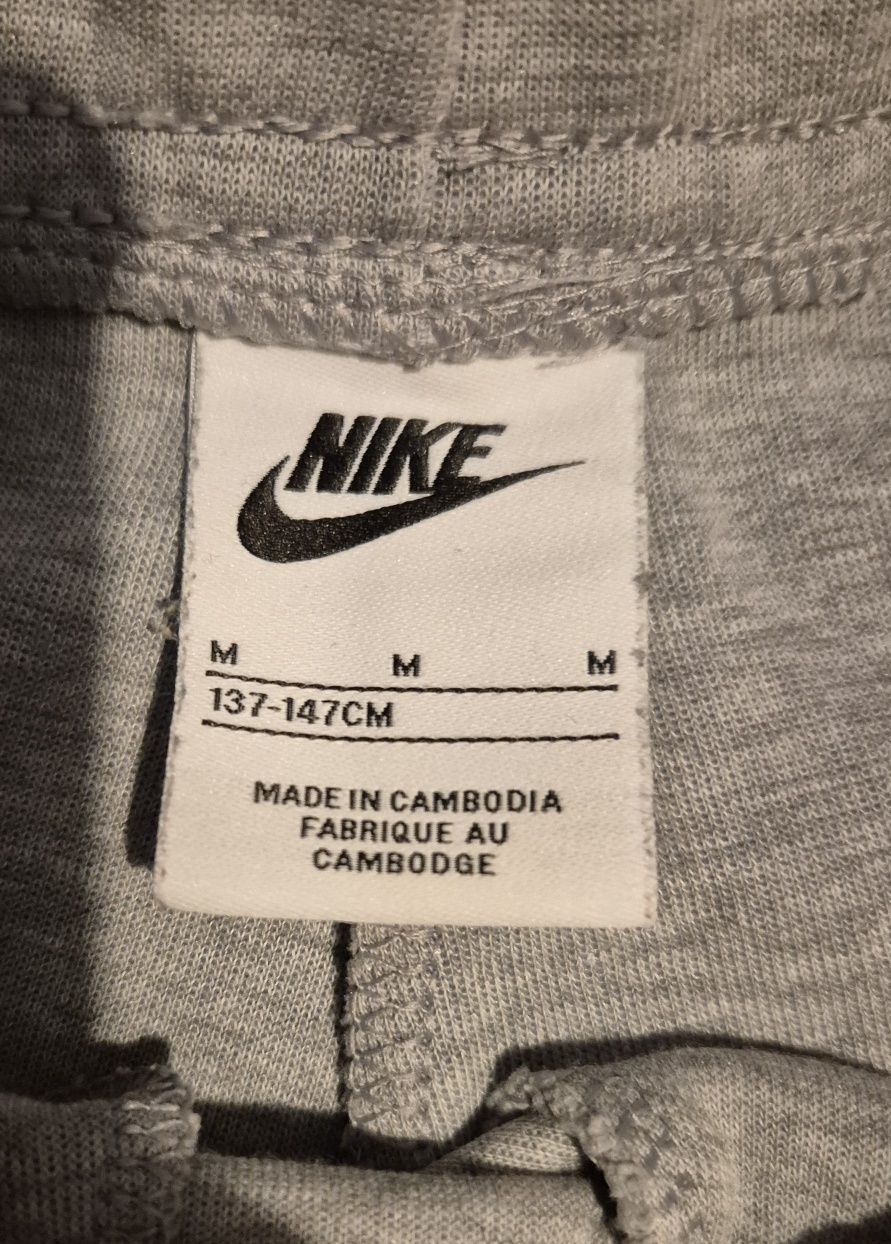 NIKE
M M M
137-147CM
MADE IN CAMBODIA
FABRIQUE AU
CAMBODGE